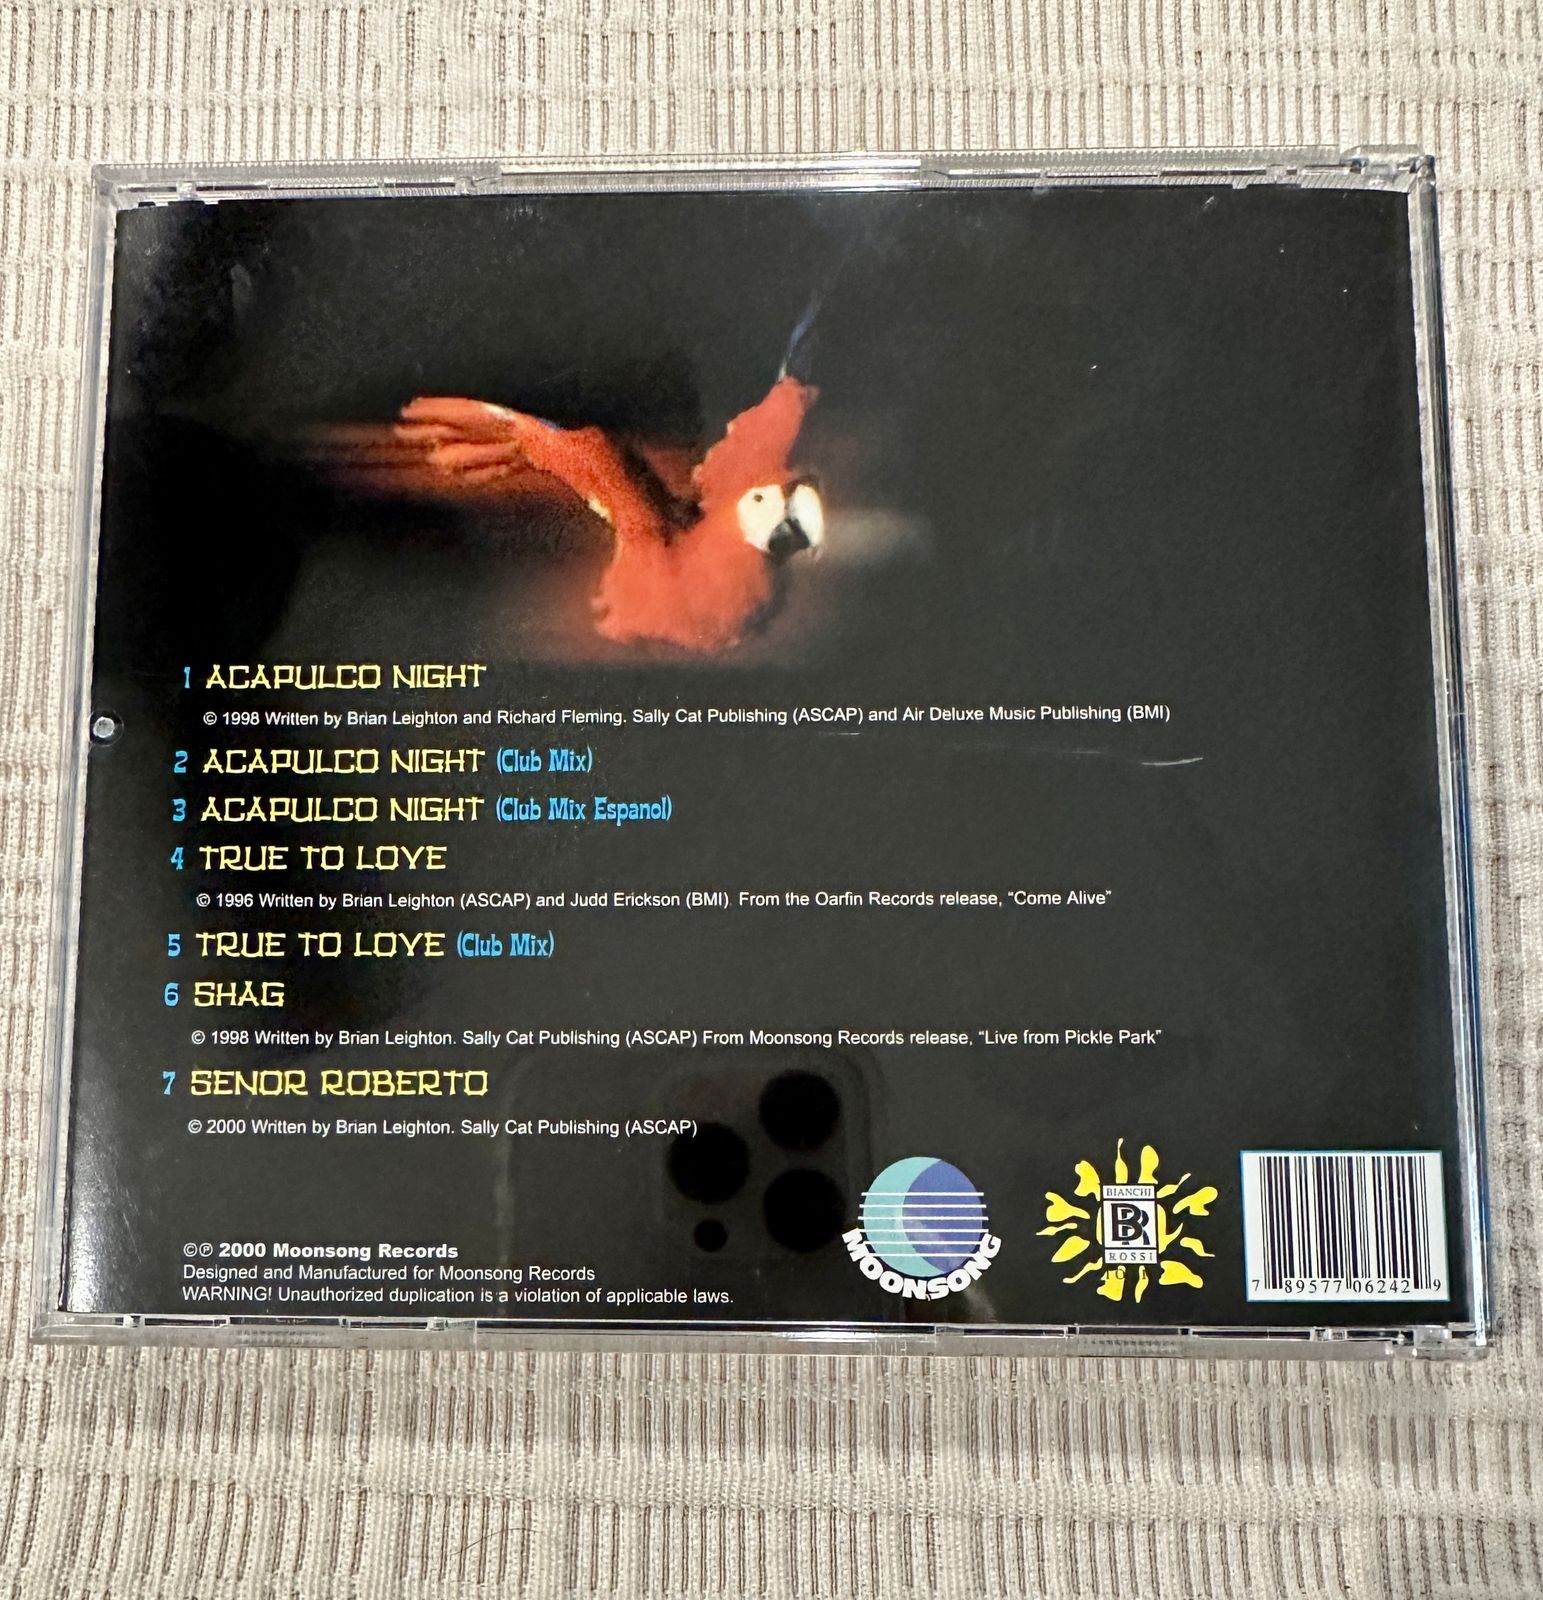 1 ACAPULCO NIGHT
© 1998 Written by Brian Leighton and Richard Fleming. Sally Cat Publishing (ASCAP) and Air Deluxe Music Publishing (BMI)
2 ACAPULCO NIGHT (Club Mix)
3 ACAPULCO NIGHT (Club Mix Espanol)
4 TRUE TO LOVE
© 1996 Written by Brian Leighton (ASCAP) and Judd Erickson (BMI). From the Oarfin Records release, “Come Alive”
5 TRUE TO LOVE (Club Mix)
6 SHAG
© 1998 Written by Brian Leighton. Sally Cat Publishing (ASCAP) From Moonsong Records release, “Live from Pickle Park”
7 SENOR ROBERTO
© 2000 Written by Brian Leighton. Sally Cat Publishing (ASCAP)
©℗ 2000 Moonsong Records
Designed and Manufactured for Moonsong Records
WARNING! Unauthorized duplication is a violation of applicable laws.
MOONSONG
BIANCHI
BR
ROSSI
7 89577 06242 9